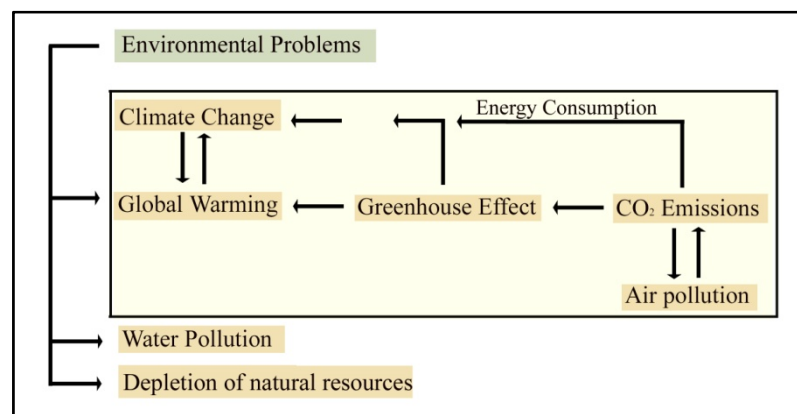 Environmental Problems
Energy Consumption
Climate Change
Global Warming
Greenhouse Effect
CO₂ Emissions
Air pollution
Water Pollution
Depletion of natural resources